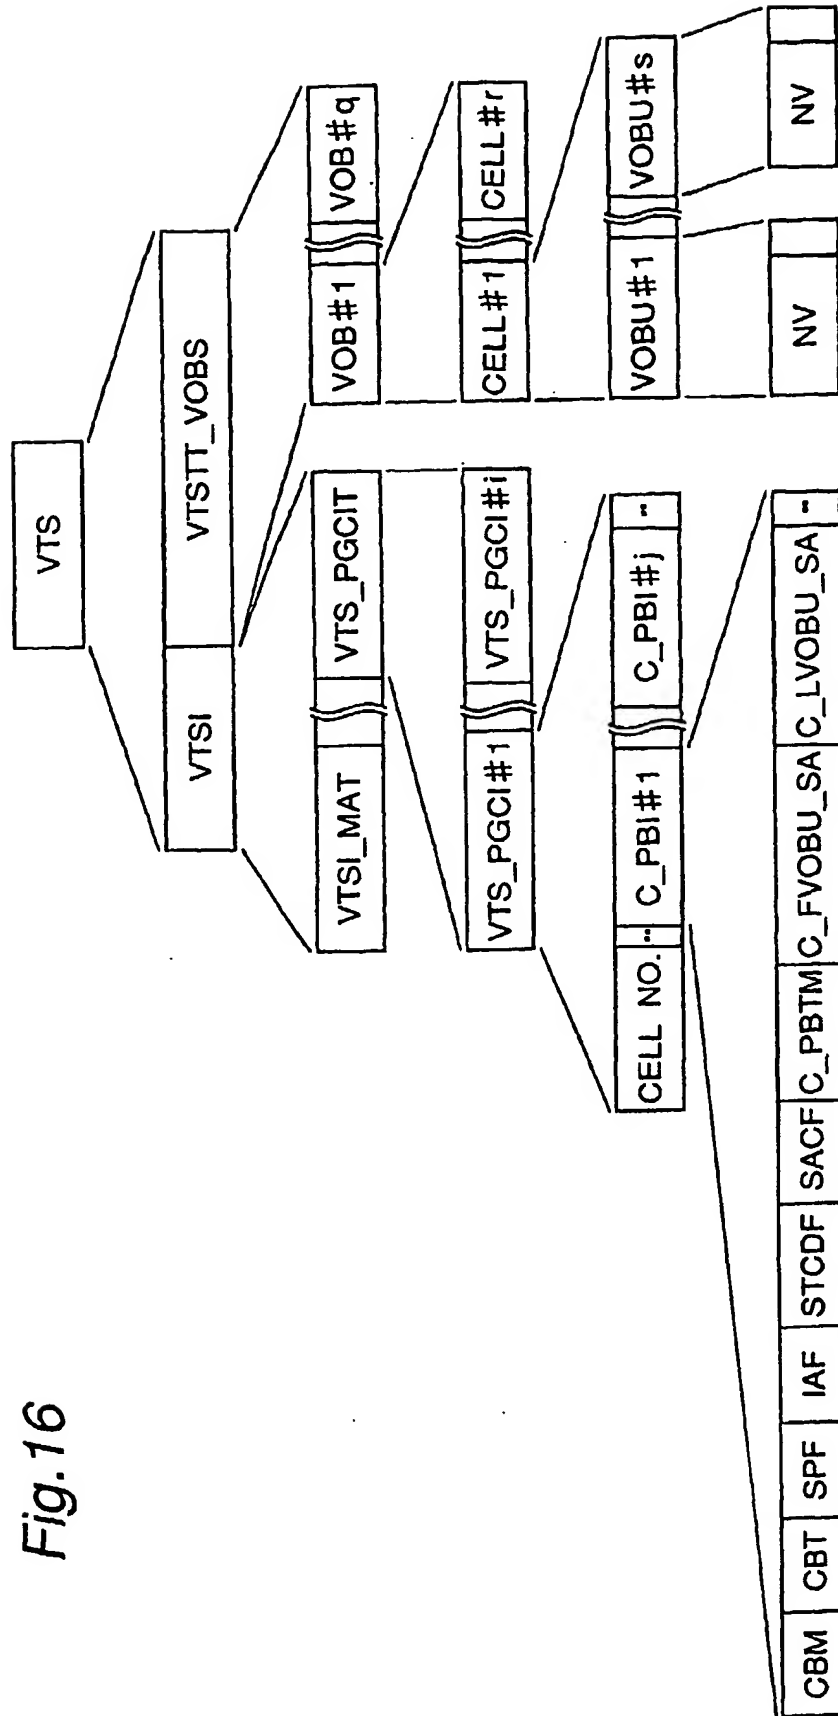 Fig.16
VTS
VTSI VTSTT_VOBS
VTSI_MAT VTS_PGCIT VOB#1 VOB#q
VTS_PGCI#1 VTS_PGCI#i CELL#1 CELL#r
CELL NO. -- C_PBI#1 C_PBI#j -- VOBU#1 VOBU#s
CBM CBT SPF IAF STCDF SACF C_PBTM C_FVOBU_SA C_LVOBU_SA -- NV NV